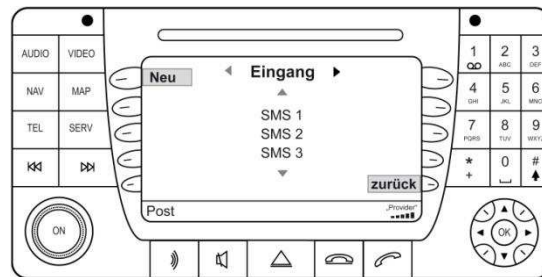 AUDIO VIDEO
NAV MAP
TEL SERV
ON
Neu
Eingang
SMS 1
SMS 2
SMS 3
zurück
Post
„Provider“
1
2 ABC
3 DEF
4 GHI
5 JKL
6 MNO
7 PQRS
8 TUV
9 WXYZ
* +
0
#
OK